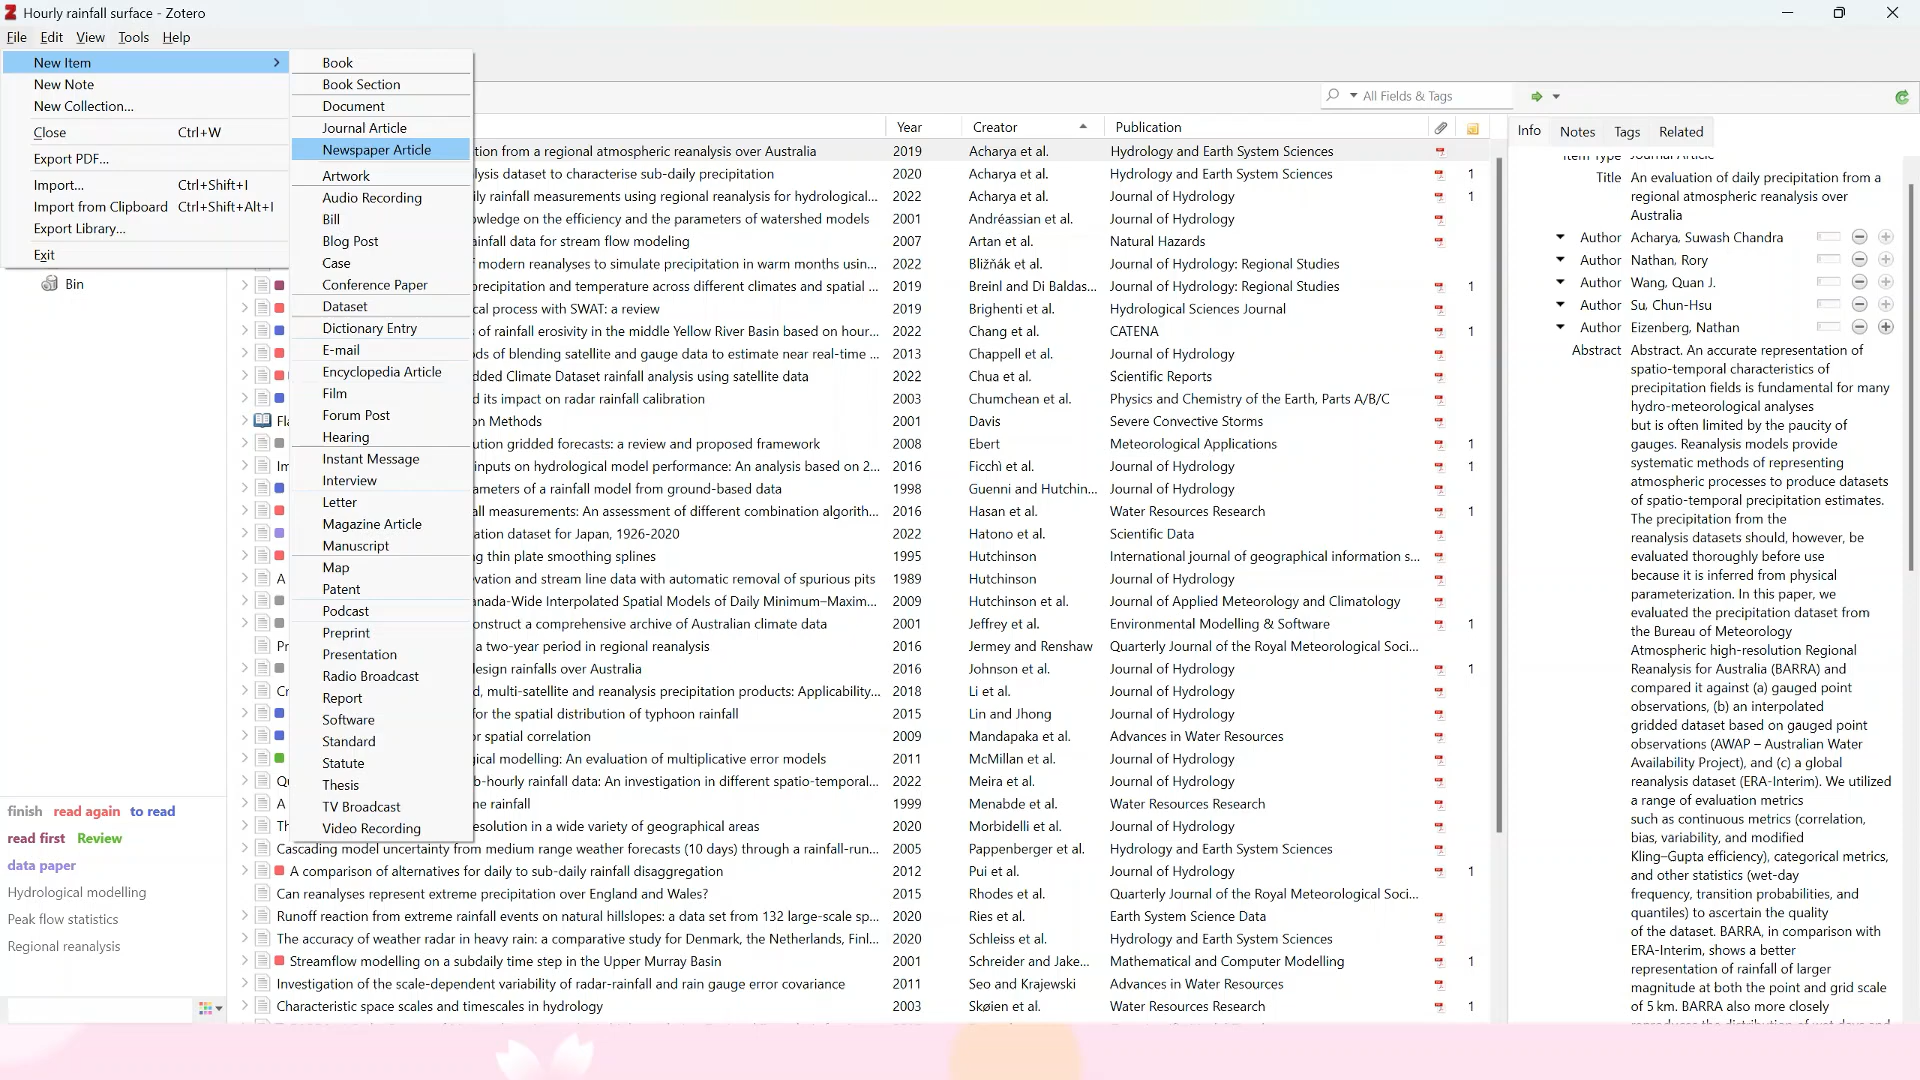 Hourly rainfall surface - Zotero
File Edit View Tools Help
New Item
New Note
New Collection...
Close Ctrl+W
Export PDF...
Import... Ctrl+Shift+I
Import from Clipboard Ctrl+Shift+Alt+I
Export Library...
Exit
Bin
Book
Book Section
Document
Journal Article
Newspaper Article
Artwork
Audio Recording
Bill
Blog Post
Case
Conference Paper
Dataset
Dictionary Entry
E-mail
Encyclopedia Article
Film
Forum Post
Hearing
Instant Message
Interview
Letter
Magazine Article
Manuscript
Map
Patent
Podcast
Preprint
Presentation
Radio Broadcast
Report
Software
Standard
Statute
Thesis
TV Broadcast
Video Recording
finish read again to read
read first Review
data paper
Hydrological modelling
Peak flow statistics
Regional reanalysis
All Fields & Tags
Year Creator Publication
tion from a regional atmospheric reanalysis over Australia 2019 Acharya et al. Hydrology and Earth System Sciences
lysis dataset to characterise sub-daily precipitation 2020 Acharya et al. Hydrology and Earth System Sciences 1
ily rainfall measurements using regional reanalysis for hydrological... 2022 Acharya et al. Journal of Hydrology 1
wledge on the efficiency and the parameters of watershed models 2001 Andréassian et al. Journal of Hydrology
infall data for stream flow modeling 2007 Artan et al. Natural Hazards
modern reanalyses to simulate precipitation in warm months usin... 2022 Bližňák et al. Journal of Hydrology: Regional Studies
recipitation and temperature across different climates and spatial ... 2019 Breinl and Di Baldas... Journal of Hydrology: Regional Studies 1
cal process with SWAT: a review 2019 Brighenti et al. Hydrological Sciences Journal
of rainfall erosivity in the middle Yellow River Basin based on hour... 2022 Chang et al. CATENA 1
ds of blending satellite and gauge data to estimate near real-time ... 2013 Chappell et al. Journal of Hydrology
dded Climate Dataset rainfall analysis using satellite data 2022 Chua et al. Scientific Reports
d its impact on radar rainfall calibration 2003 Chumchean et al. Physics and Chemistry of the Earth, Parts A/B/C
Fl n Methods 2001 Davis Severe Convective Storms
ution gridded forecasts: a review and proposed framework 2008 Ebert Meteorological Applications 1
Im inputs on hydrological model performance: An analysis based on 2... 2016 Ficchì et al. Journal of Hydrology 1
ameters of a rainfall model from ground-based data 1998 Guenni and Hutchin... Journal of Hydrology
all measurements: An assessment of different combination algorith... 2016 Hasan et al. Water Resources Research 1
ation dataset for Japan, 1926-2020 2022 Hatono et al. Scientific Data
g thin plate smoothing splines 1995 Hutchinson International journal of geographical information s...
A evation and stream line data with automatic removal of spurious pits 1989 Hutchinson Journal of Hydrology
anada-Wide Interpolated Spatial Models of Daily Minimum–Maxim... 2009 Hutchinson et al. Journal of Applied Meteorology and Climatology
onstruct a comprehensive archive of Australian climate data 2001 Jeffrey et al. Environmental Modelling & Software 1
Pr a two-year period in regional reanalysis 2016 Jermey and Renshaw Quarterly Journal of the Royal Meteorological Soci...
esign rainfalls over Australia 2016 Johnson et al. Journal of Hydrology 1
Cr d, multi-satellite and reanalysis precipitation products: Applicability... 2018 Li et al. Journal of Hydrology
for the spatial distribution of typhoon rainfall 2015 Lin and Jhong Journal of Hydrology
r spatial correlation 2009 Mandapaka et al. Advances in Water Resources
ical modelling: An evaluation of multiplicative error models 2011 McMillan et al. Journal of Hydrology
Qu b-hourly rainfall data: An investigation in different spatio-temporal... 2022 Meira et al. Journal of Hydrology
A ne rainfall 1999 Menabde et al. Water Resources Research
Th esolution in a wide variety of geographical areas 2020 Morbidelli et al. Journal of Hydrology
Cascading model uncertainty from medium range weather forecasts (10 days) through a rainfall-run... 2005 Pappenberger et al. Hydrology and Earth System Sciences
A comparison of alternatives for daily to sub-daily rainfall disaggregation 2012 Pui et al. Journal of Hydrology 1
Can reanalyses represent extreme precipitation over England and Wales? 2015 Rhodes et al. Quarterly Journal of the Royal Meteorological Soci...
Runoff reaction from extreme rainfall events on natural hillslopes: a data set from 132 large-scale sp... 2020 Ries et al. Earth System Science Data
The accuracy of weather radar in heavy rain: a comparative study for Denmark, the Netherlands, Finl... 2020 Schleiss et al. Hydrology and Earth System Sciences
Streamflow modelling on a subdaily time step in the Upper Murray Basin 2001 Schreider and Jake... Mathematical and Computer Modelling 1
Investigation of the scale-dependent variability of radar-rainfall and rain gauge error covariance 2011 Seo and Krajewski Advances in Water Resources
Characteristic space scales and timescales in hydrology 2003 Skøien et al. Water Resources Research 1
Info Notes Tags Related
Item Type Journal Article
Title An evaluation of daily precipitation from a
regional atmospheric reanalysis over
Australia
Author Acharya, Suwash Chandra
Author Nathan, Rory
Author Wang, Quan J.
Author Su, Chun-Hsu
Author Eizenberg, Nathan
Abstract Abstract. An accurate representation of
spatio-temporal characteristics of
precipitation fields is fundamental for many
hydro-meteorological analyses
but is often limited by the paucity of
gauges. Reanalysis models provide
systematic methods of representing
atmospheric processes to produce datasets
of spatio-temporal precipitation estimates.
The precipitation from the
reanalysis datasets should, however, be
evaluated thoroughly before use
because it is inferred from physical
parameterization. In this paper, we
evaluated the precipitation dataset from
the Bureau of Meteorology
Atmospheric high-resolution Regional
Reanalysis for Australia (BARRA) and
compared it against (a) gauged point
observations, (b) an interpolated
gridded dataset based on gauged point
observations (AWAP – Australian Water
Availability Project), and (c) a global
reanalysis dataset (ERA-Interim). We utilized
a range of evaluation metrics
such as continuous metrics (correlation,
bias, variability, and modified
Kling–Gupta efficiency), categorical metrics,
and other statistics (wet-day
frequency, transition probabilities, and
quantiles) to ascertain the quality
of the dataset. BARRA, in comparison with
ERA-Interim, shows a better
representation of rainfall of larger
magnitude at both the point and grid scale
of 5 km. BARRA also more closely